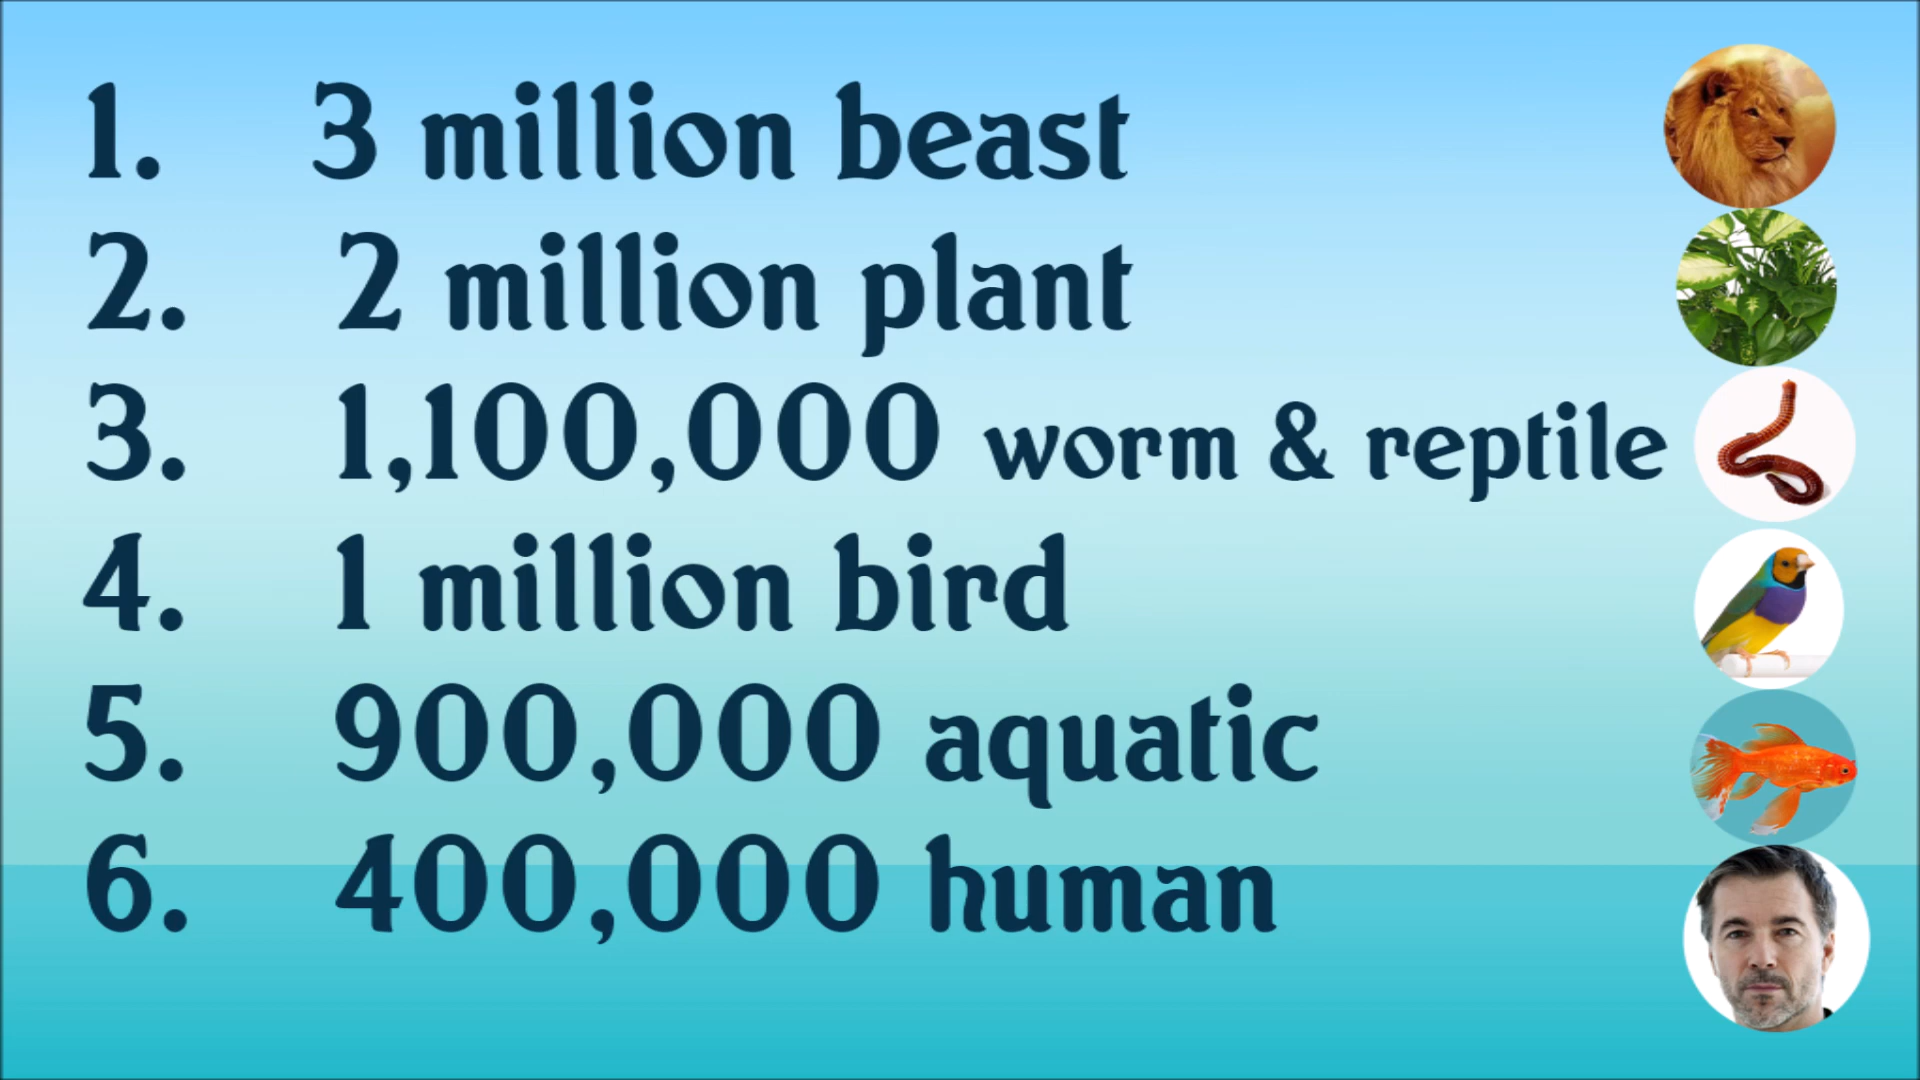 1. 3 million beast
2. 2 million plant
3. 1,100,000 worm & reptile
4. 1 million bird
5. 900,000 aquatic
6. 400,000 human